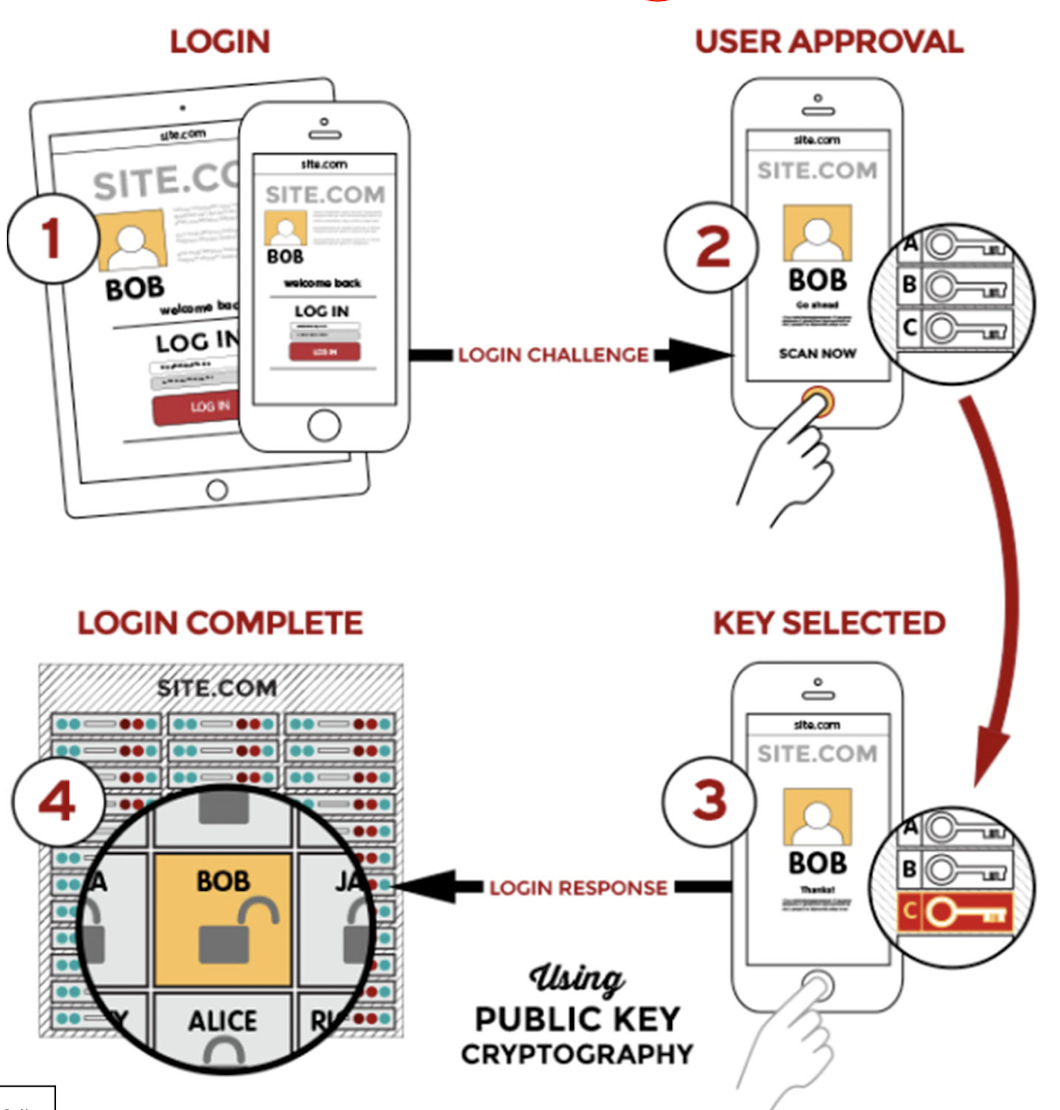 LOGIN
site.com
SITE.CO
1
BOB
welcome bac
LOG IN
LOG IN
site.com
SITE.COM
BOB
welcome back
LOG IN
LOG IN
LOGIN CHALLENGE
USER APPROVAL
site.com
SITE.COM
2
BOB
Go ahead
SCAN NOW
A
B
C
KEY SELECTED
site.com
SITE.COM
3
BOB
Thanks!
A
B
C
LOGIN RESPONSE
LOGIN COMPLETE
SITE.COM
4
A
BOB
JA
Y
ALICE
RI
Using
PUBLIC KEY
CRYPTOGRAPHY